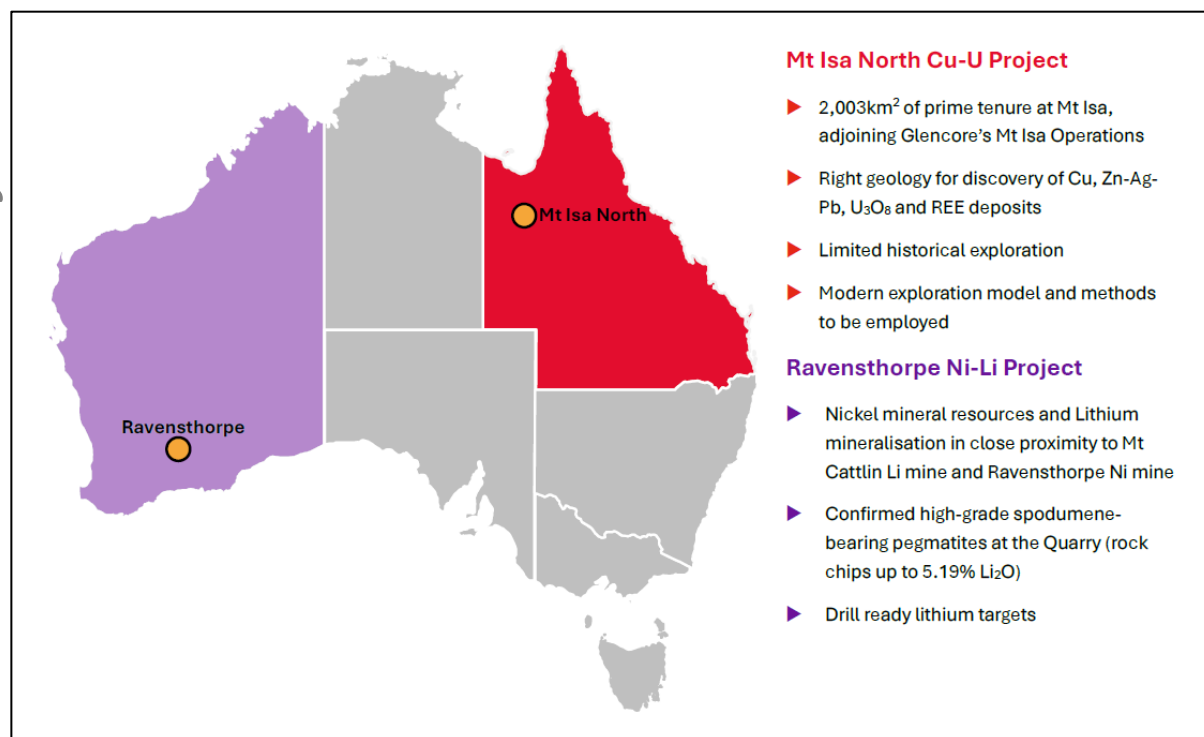 Mt Isa North Cu-U Project
▶ 2,003km² of prime tenure at Mt Isa,
adjoining Glencore’s Mt Isa Operations
▶ Right geology for discovery of Cu, Zn-Ag-
Pb, U₃O₈ and REE deposits
▶ Limited historical exploration
▶ Modern exploration model and methods
to be employed
Ravensthorpe Ni-Li Project
▶ Nickel mineral resources and Lithium
mineralisation in close proximity to Mt
Cattlin Li mine and Ravensthorpe Ni mine
▶ Confirmed high-grade spodumene-
bearing pegmatites at the Quarry (rock
chips up to 5.19% Li₂O)
▶ Drill ready lithium targets
Mt Isa North
Ravensthorpe